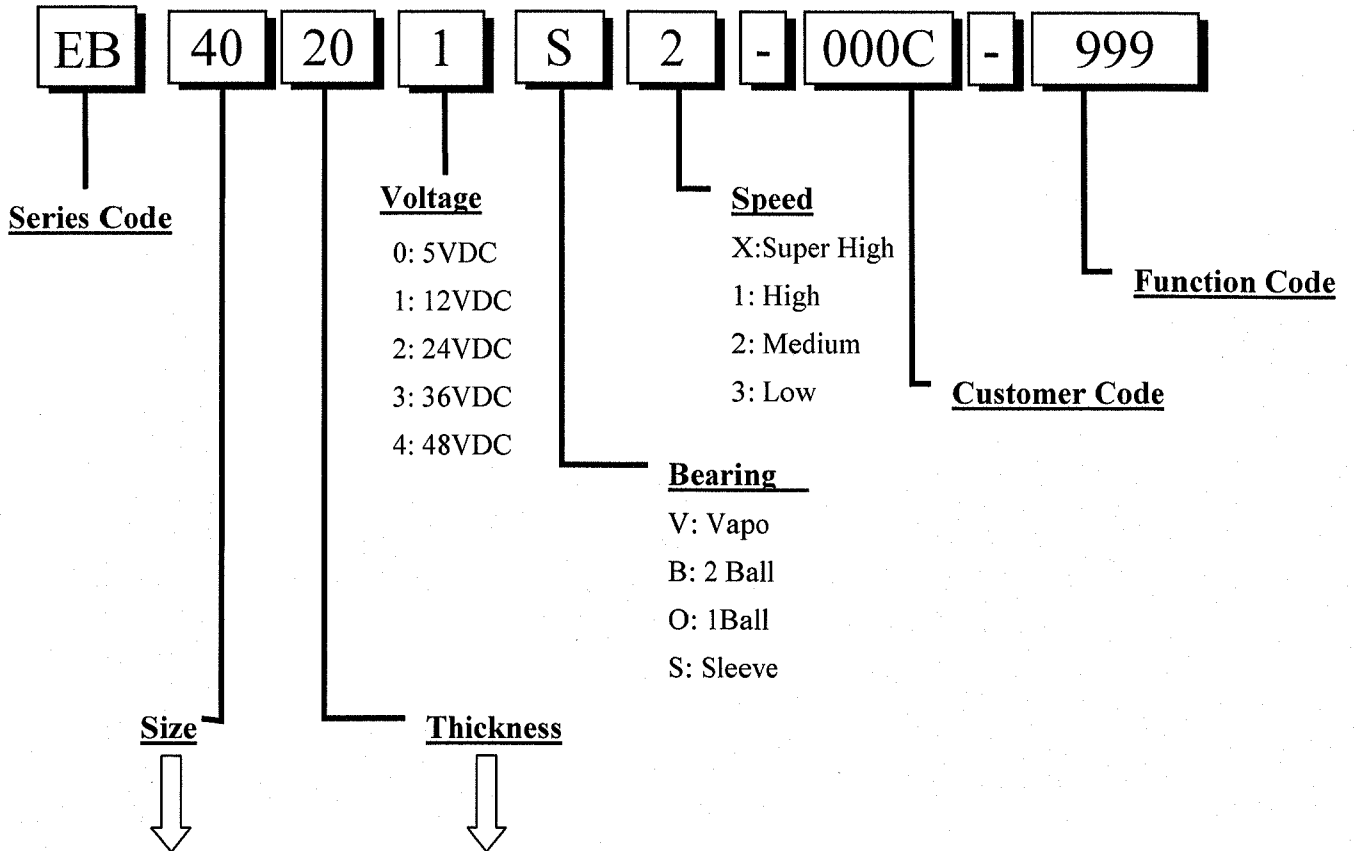 EB 40 20 1 S 2 - 000C - 999
Series Code
Voltage
0: 5VDC
1: 12VDC
2: 24VDC
3: 36VDC
4: 48VDC
Speed
X:Super High
1: High
2: Medium
3: Low
Function Code
Customer Code
Bearing
V: Vapo
B: 2 Ball
O: 1Ball
S: Sleeve
Size
Thickness